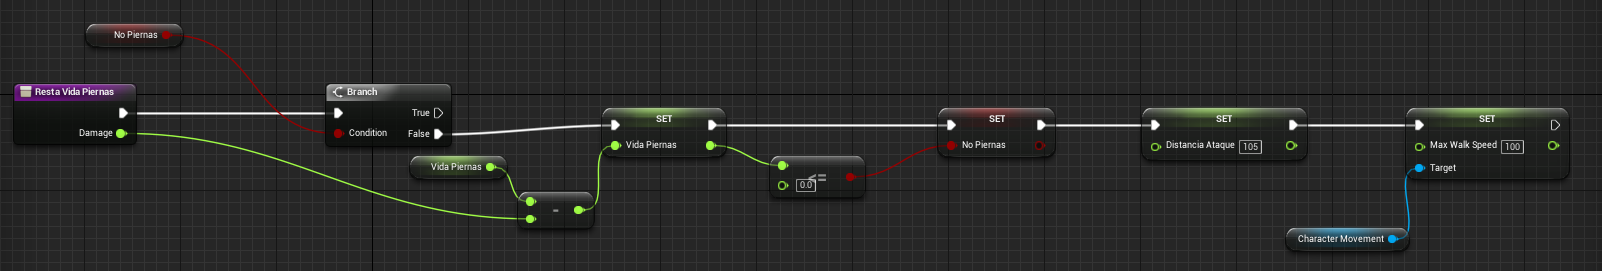 No Piernas
Resta Vida Piernas
Damage
Branch
True
Condition
False
Vida Piernas
-
SET
Vida Piernas
0.0
<=
SET
No Piernas
SET
Distancia Ataque 105
SET
Max Walk Speed 100
Target
Character Movement